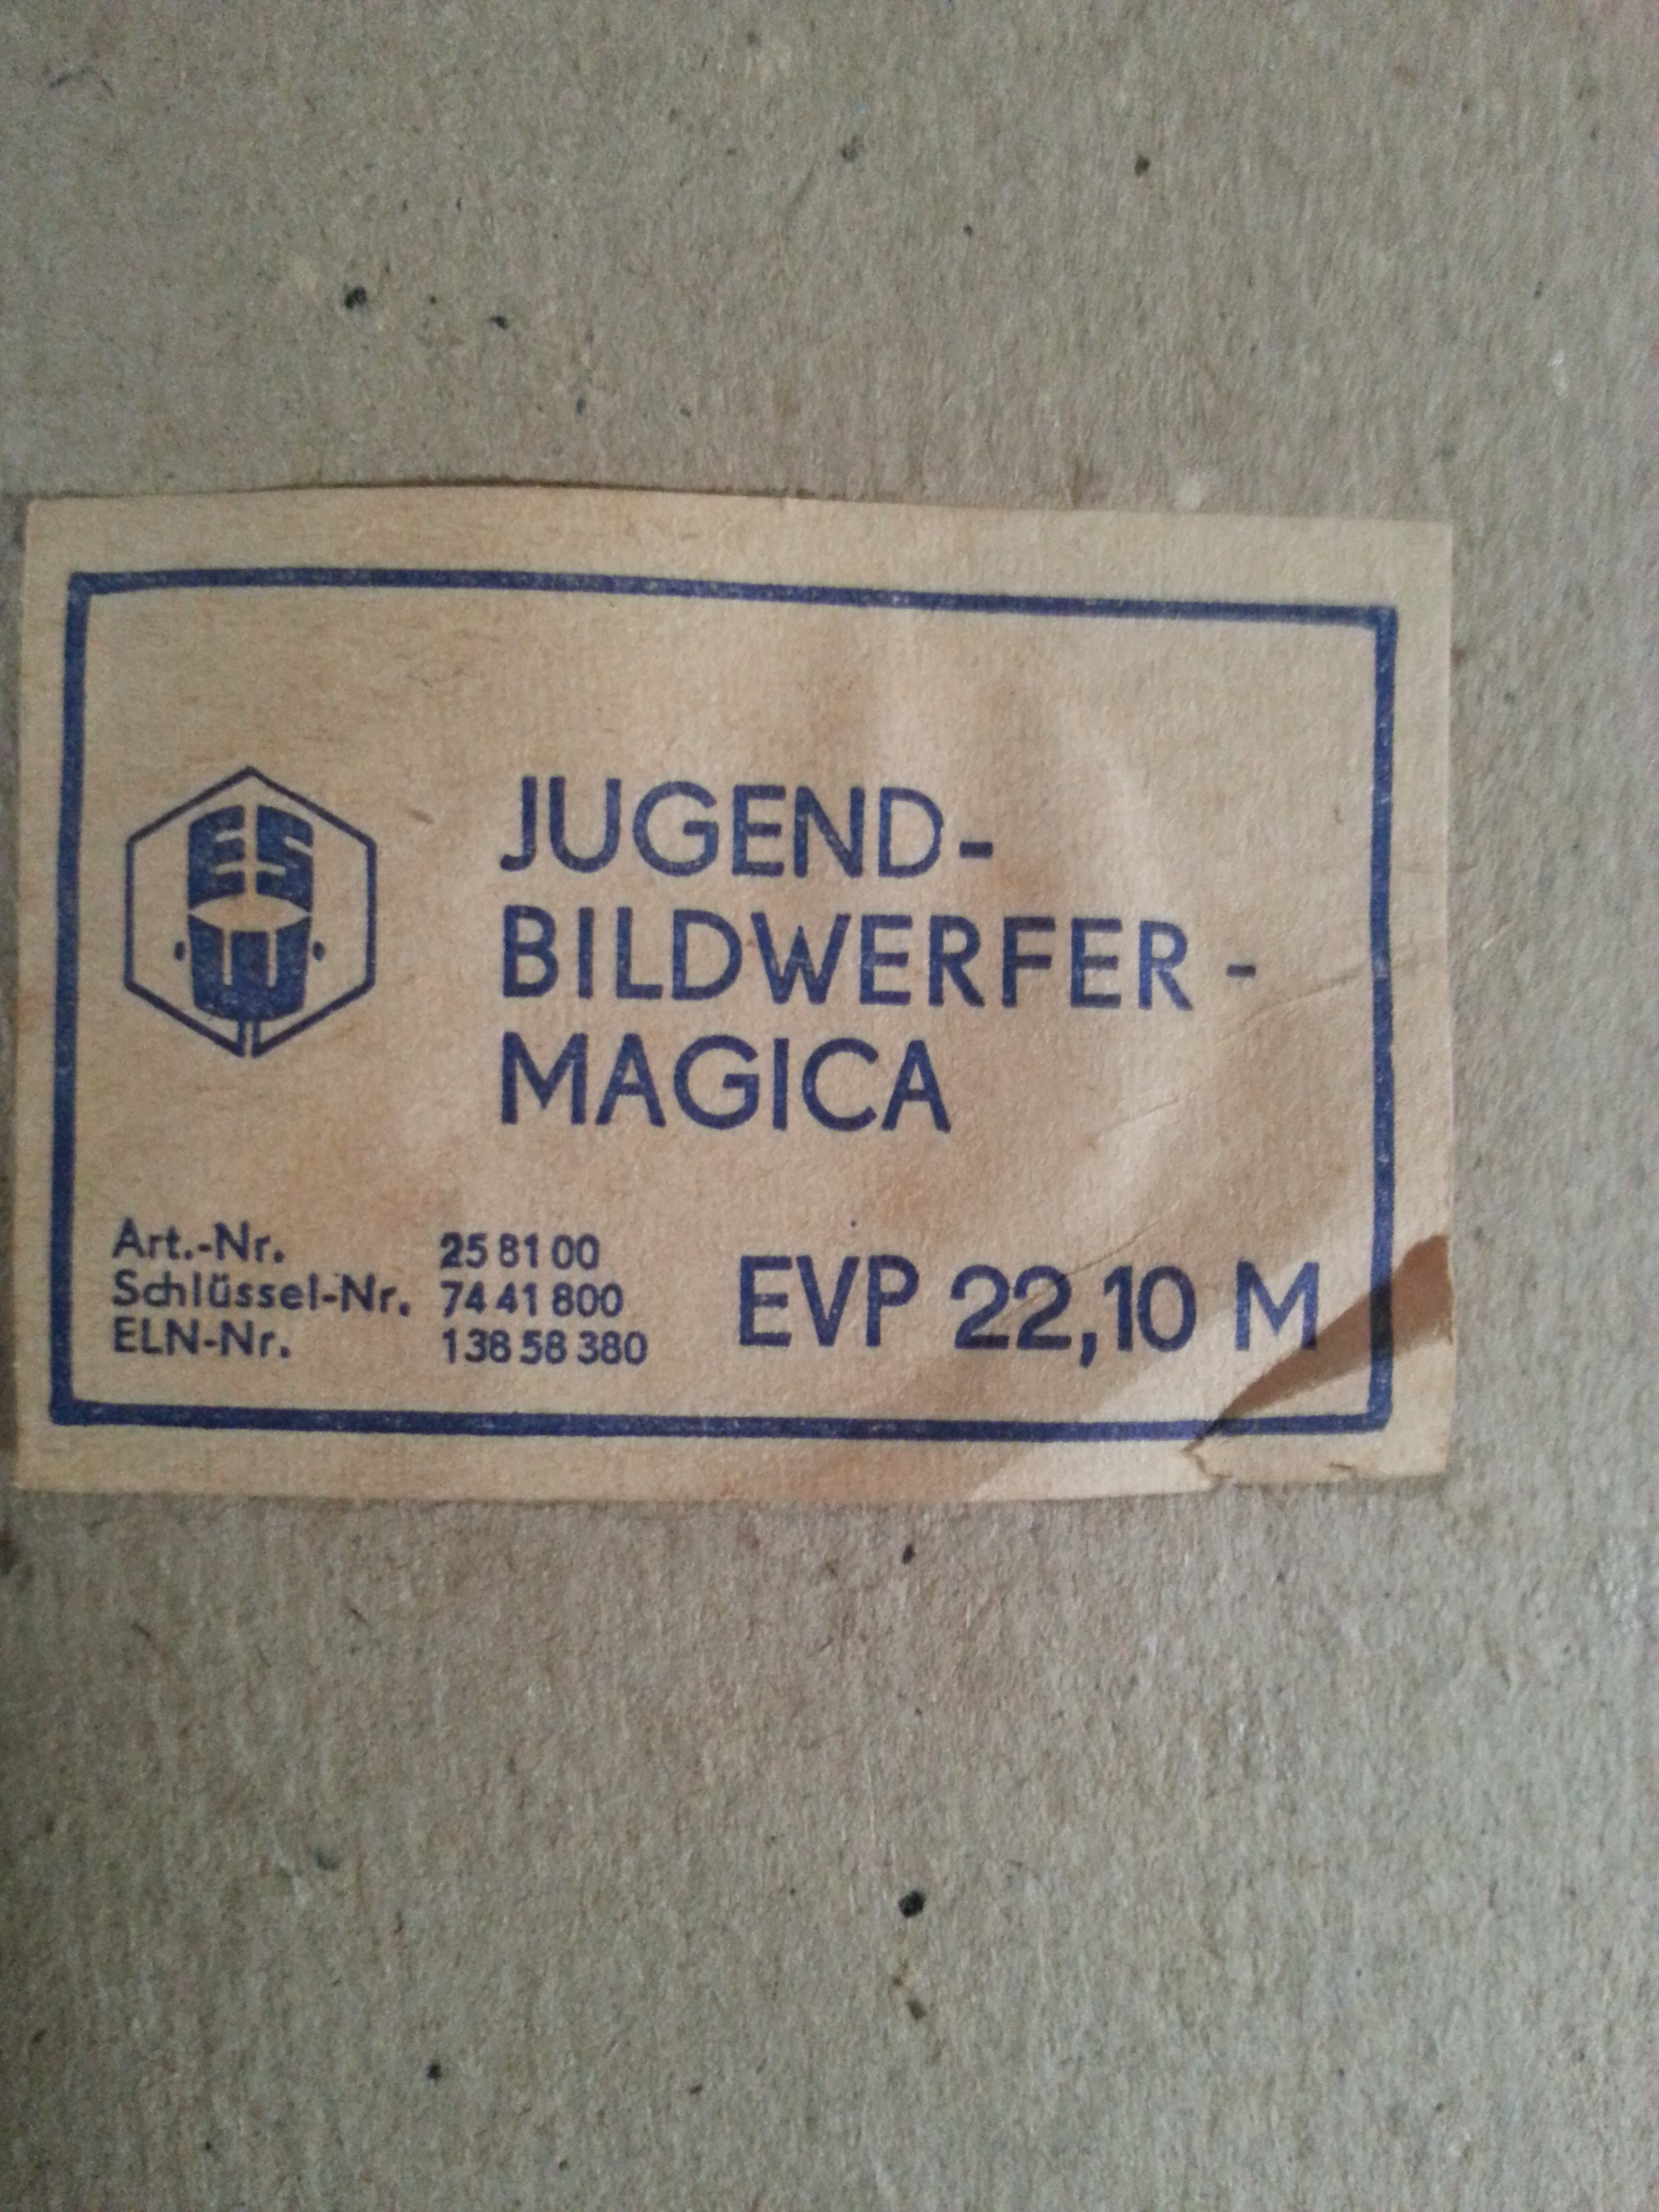 ES
W
JUGEND-
BILDWERFER-
MAGICA
Art.-Nr. 25 81 00
Schlüssel-Nr. 74 41 800
ELN-Nr. 138 58 380
EVP 22,10 M